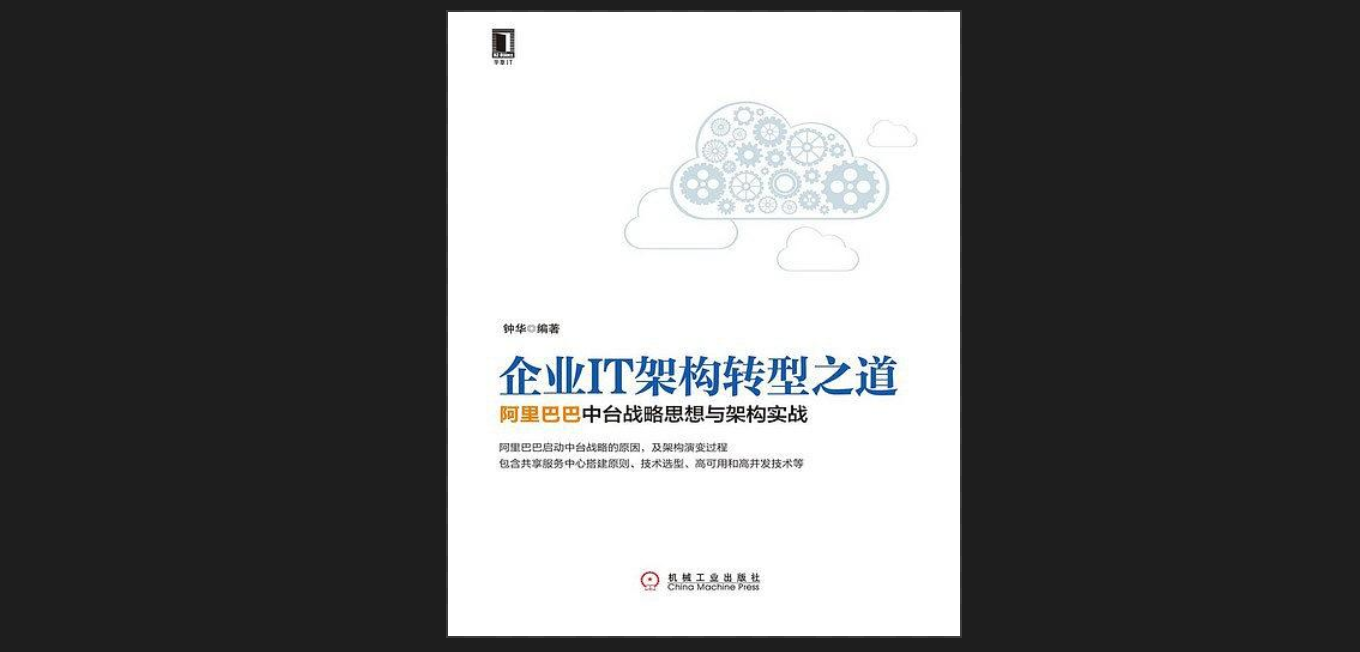 华章IT
钟华◎编著
企业IT架构转型之道
阿里巴巴中台战略思想与架构实战
阿里巴巴启动中台战略的原因，及架构演变过程
包含共享服务中心搭建原则、技术选型、高可用和高并发技术等
机械工业出版社
China Machine Press